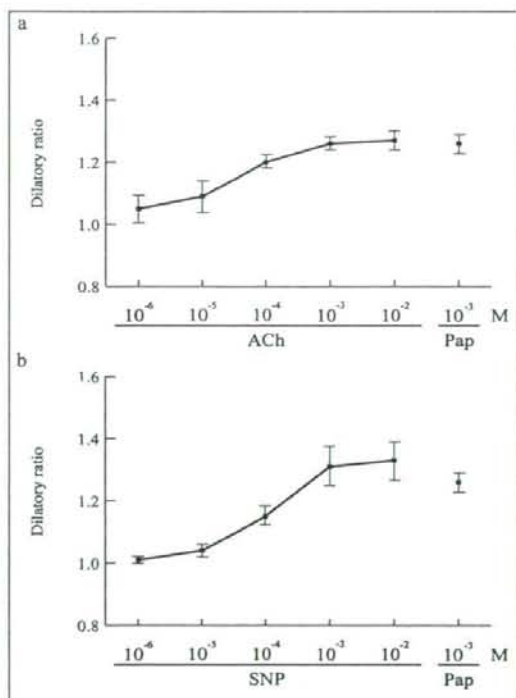 a
1.6
1.4
1.2
1.0
0.8
Dilatory ratio
10⁻⁶ 10⁻⁵ 10⁻⁴ 10⁻³ 10⁻² 10⁻³ M
ACh Pap
b
1.6
1.4
1.2
1.0
0.8
Dilatory ratio
10⁻⁶ 10⁻³ 10⁻⁴ 10⁻³ 10⁻² 10⁻³ M
SNP Pap